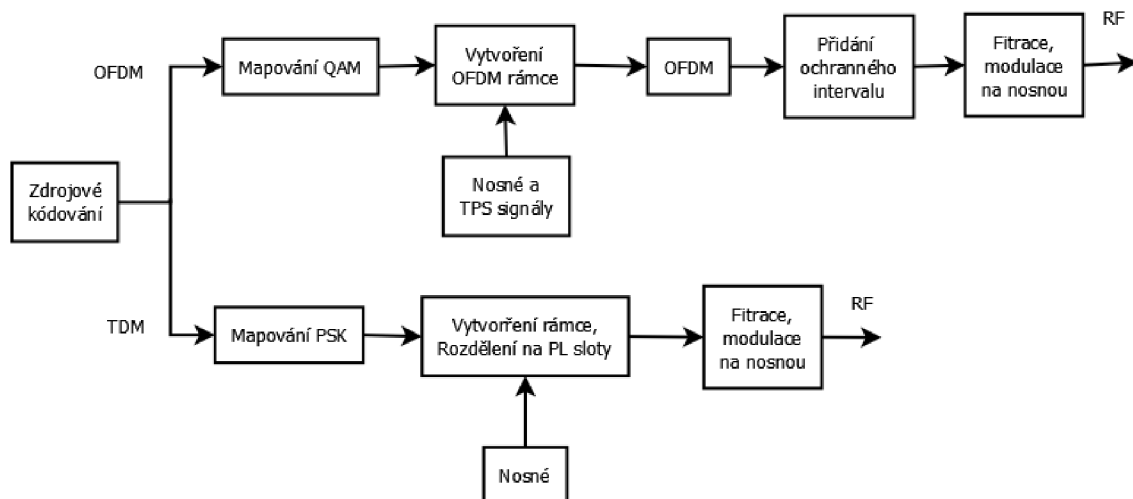 OFDM
Mapování QAM
Vytvoření
OFDM rámce
OFDM
Přidání
ochranného
intervalu
Fitrace,
modulace
na nosnou
RF
Nosné a
TPS signály
Zdrojové
kódování
TDM
Mapování PSK
Vytvorření rámce,
Rozdělení na PL sloty
Fitrace,
modulace
na nosnou
RF
Nosné